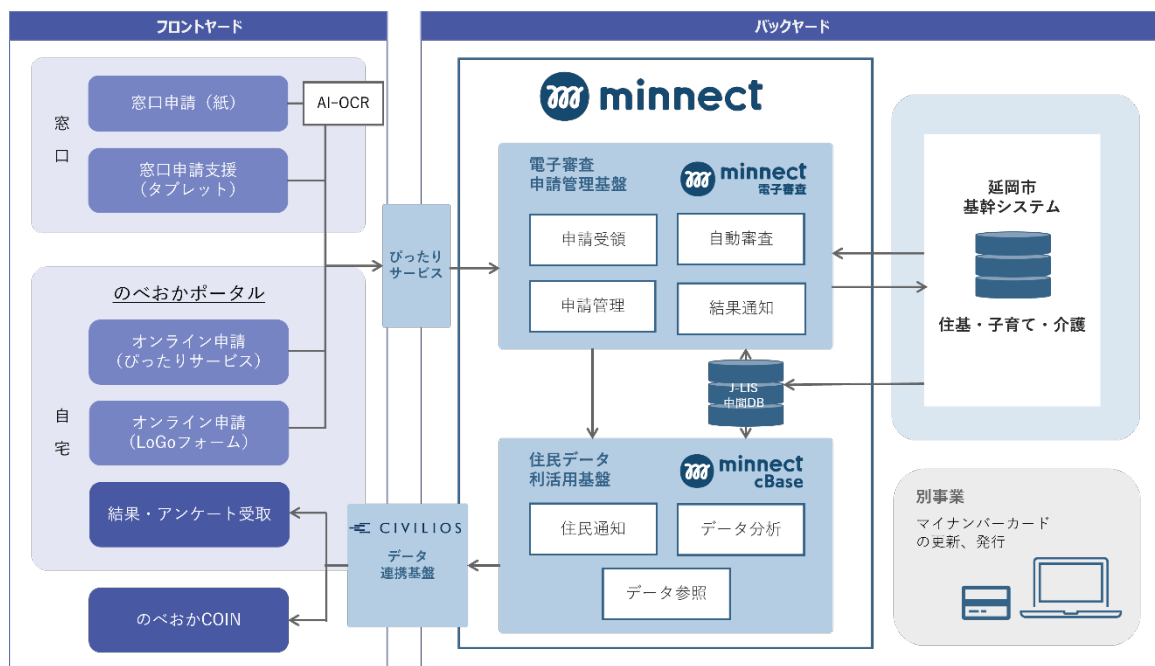 フロントヤード
バックヤード
窓口
窓口申請（紙）
AI-OCR
窓口申請支援
（タブレット）
ぴったり
サービス
自宅
のべおかポータル
オンライン申請
（ぴったりサービス）
オンライン申請
（LoGoフォーム）
結果・アンケート受取
のべおかCOIN
CIVILIOS
データ
連携基盤
minnect
電子審査
申請管理基盤
minnect
電子審査
申請受領
自動審査
申請管理
結果通知
J-LIS
中間DB
住民データ
利活用基盤
minnect
cBase
住民通知
データ分析
データ参照
延岡市
基幹システム
住基・子育て・介護
別事業
マイナンバーカード
の更新、発行